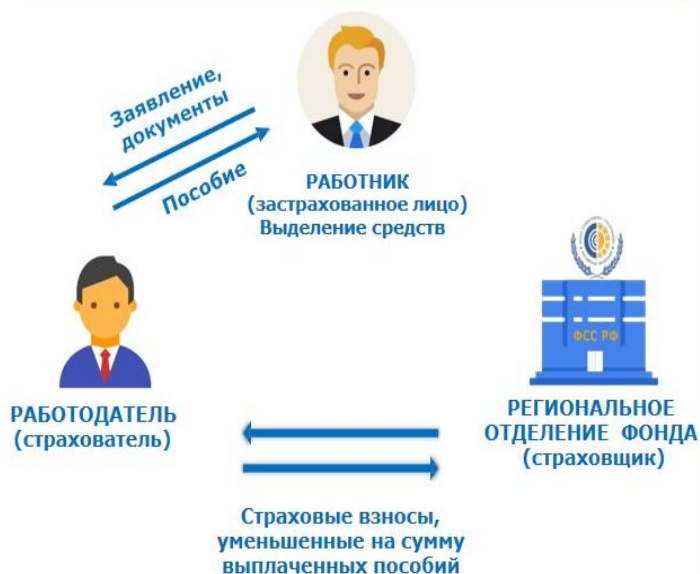 Заявление,
документы
Пособие
РАБОТНИК
(застрахованное лицо)
Выделение средств
ФСС РФ
РАБОТОДАТЕЛЬ
(страхователь)
РЕГИОНАЛЬНОЕ
ОТДЕЛЕНИЕ ФОНДА
(страховщик)
Страховые взносы,
уменьшенные на сумму
выплаченных пособий